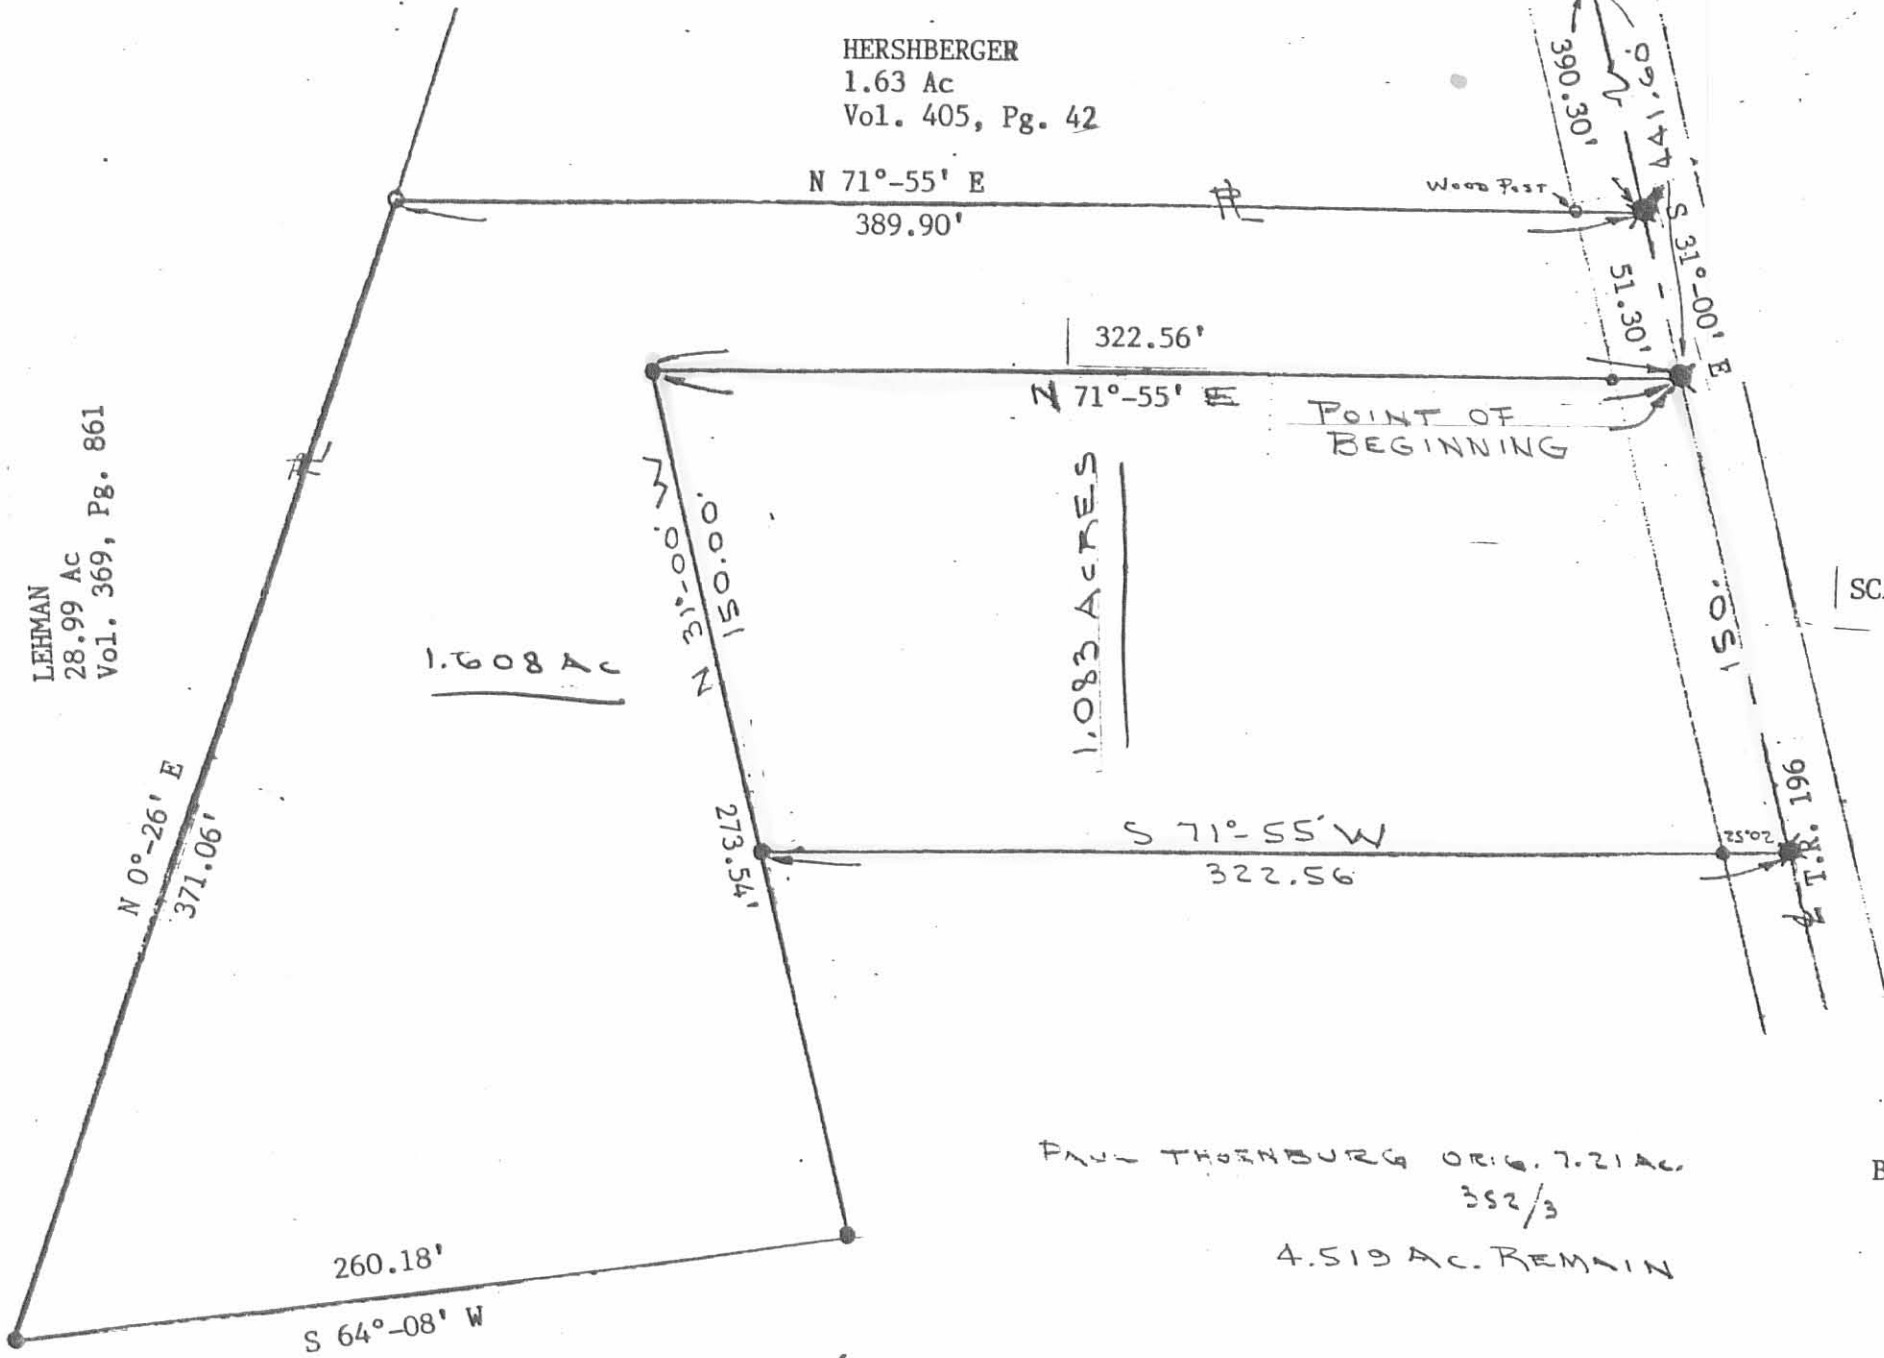 HERSHBERGER
1.63 Ac
Vol. 405, Pg. 42
390.30'
441.60
N 71°-55' E
389.90'
WOOD POST
S 31°-00' E
51.30'
322.56'
N 71°-55' E
POINT OF
BEGINNING
LEHMAN
28.99 Ac
Vol. 369, Pg. 861
N 31°-00' W
150.00'
1.083 ACRES
150.'
1.608 Ac
N 0°-26' E
371.06'
273.54'
S 71°-55' W
322.56
20.52
T.R. 196
260.18'
S 64°-08' W
PAUL THORNBURG ORIG. 7.21 AC.
352/3
4.519 AC. REMAIN